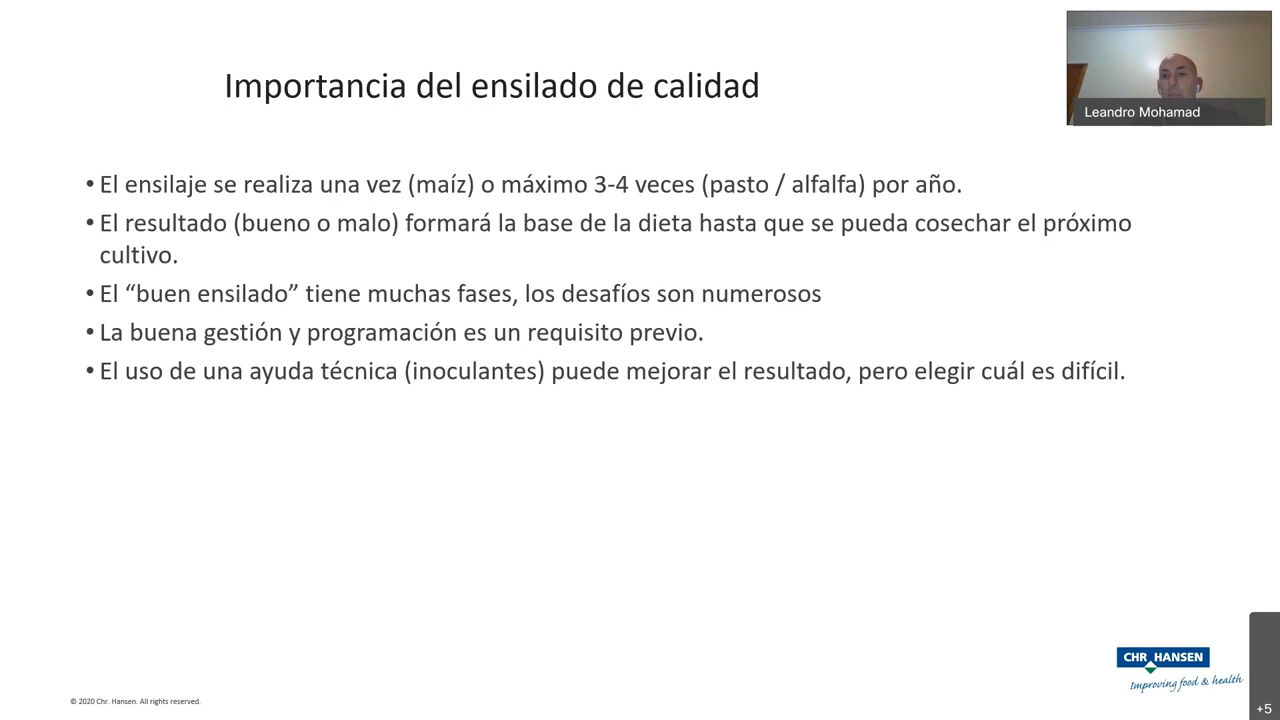 Importancia del ensilado de calidad
Leandro Mohamad
• El ensilaje se realiza una vez (maíz) o máximo 3-4 veces (pasto / alfalfa) por año.
• El resultado (bueno o malo) formará la base de la dieta hasta que se pueda cosechar el próximo
cultivo.
• El “buen ensilado” tiene muchas fases, los desafíos son numerosos
• La buena gestión y programación es un requisito previo.
• El uso de una ayuda técnica (inoculantes) puede mejorar el resultado, pero elegir cuál es difícil.
CHR HANSEN
Improving food & health
© 2020 Chr. Hansen. All rights reserved.
+5